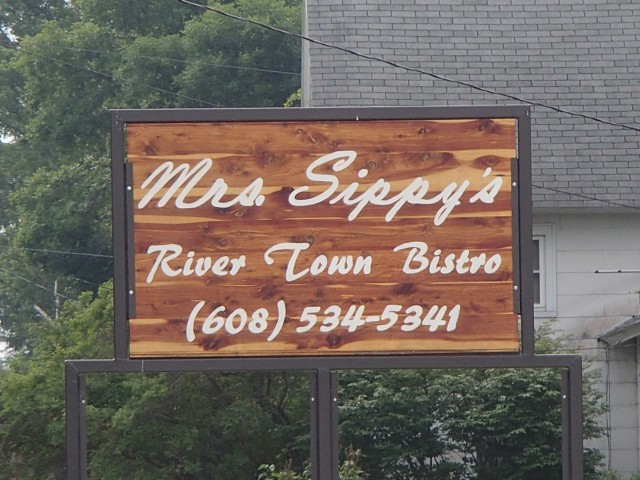 Mrs. Sippy's
River Town Bistro
(608) 534-5341